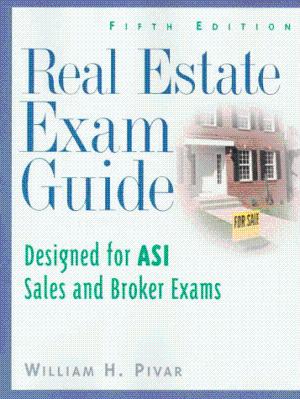 FIFTH EDITION
Real Estate
Exam
Guide
FOR SALE
Designed for ASI
Sales and Broker Exams
WILLIAM H. PIVAR